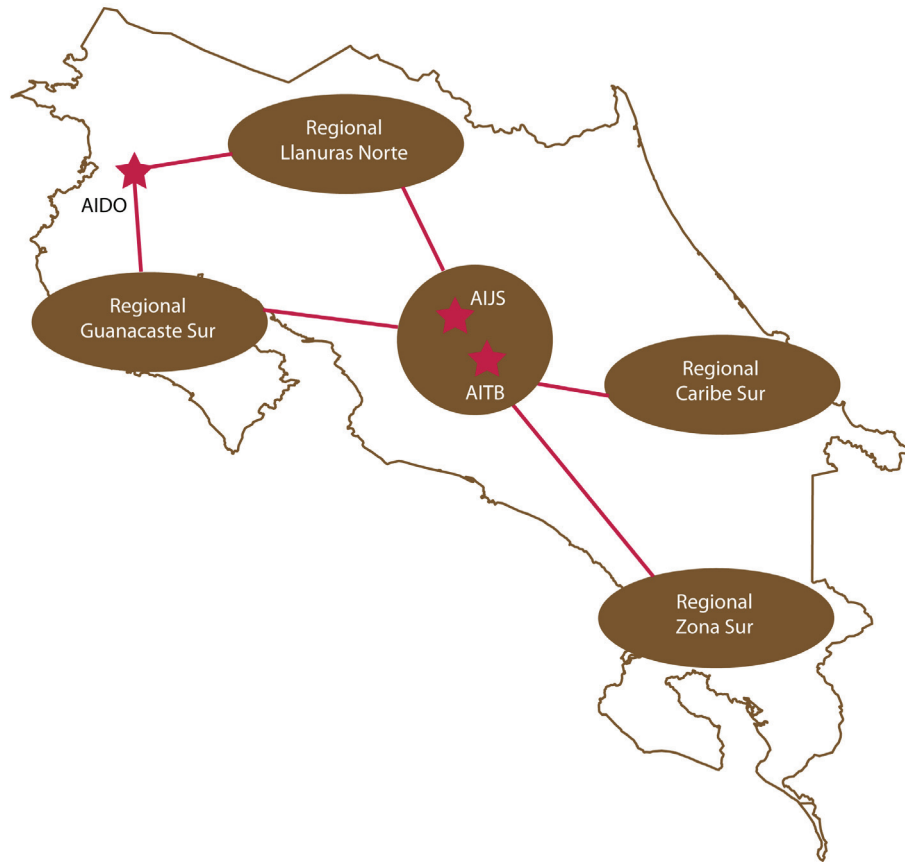 Regional
Llanuras Norte
AIDO
Regional
Guanacaste Sur
AIJS
AITB
Regional
Caribe Sur
Regional
Zona Sur